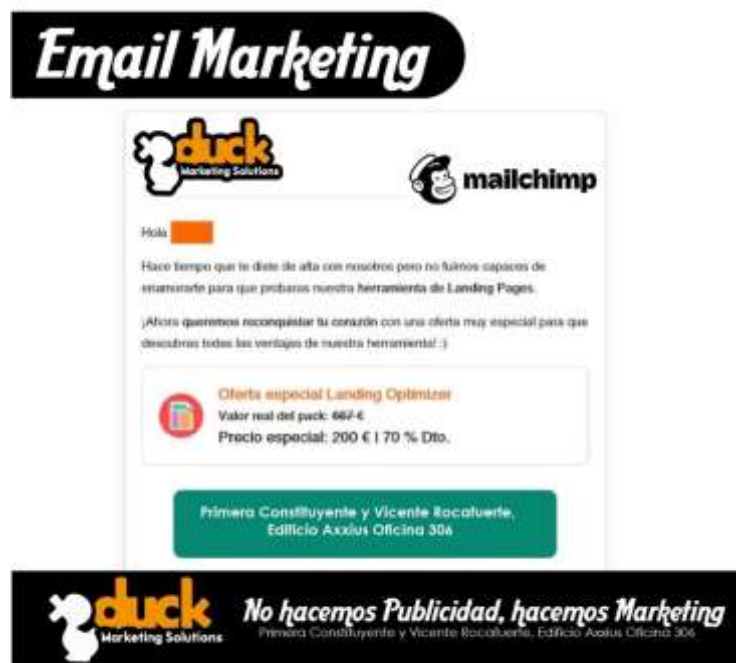 Email Marketing
duck
Marketing Solutions
mailchimp
Hola
Hace tiempo que te diste de alta con nosotros pero no fuimos capaces de
enamorarte para que probaras nuestra herramienta de Landing Pages.
¡Ahora queremos reconquistar tu corazón con una oferta muy especial para que
descubras todas las ventajas de nuestra herramienta! :)
Oferta especial Landing Optimizer
Valor real del pack: 667 €
Precio especial: 200 € | 70 % Dto.
Primera Constituyente y Vicente Rocafuerte,
Edificio Axxius Oficina 306
duck
Marketing Solutions
No hacemos Publicidad, hacemos Marketing
Primera Constituyente y Vicente Rocafuerte, Edificio Axxius Oficina 306